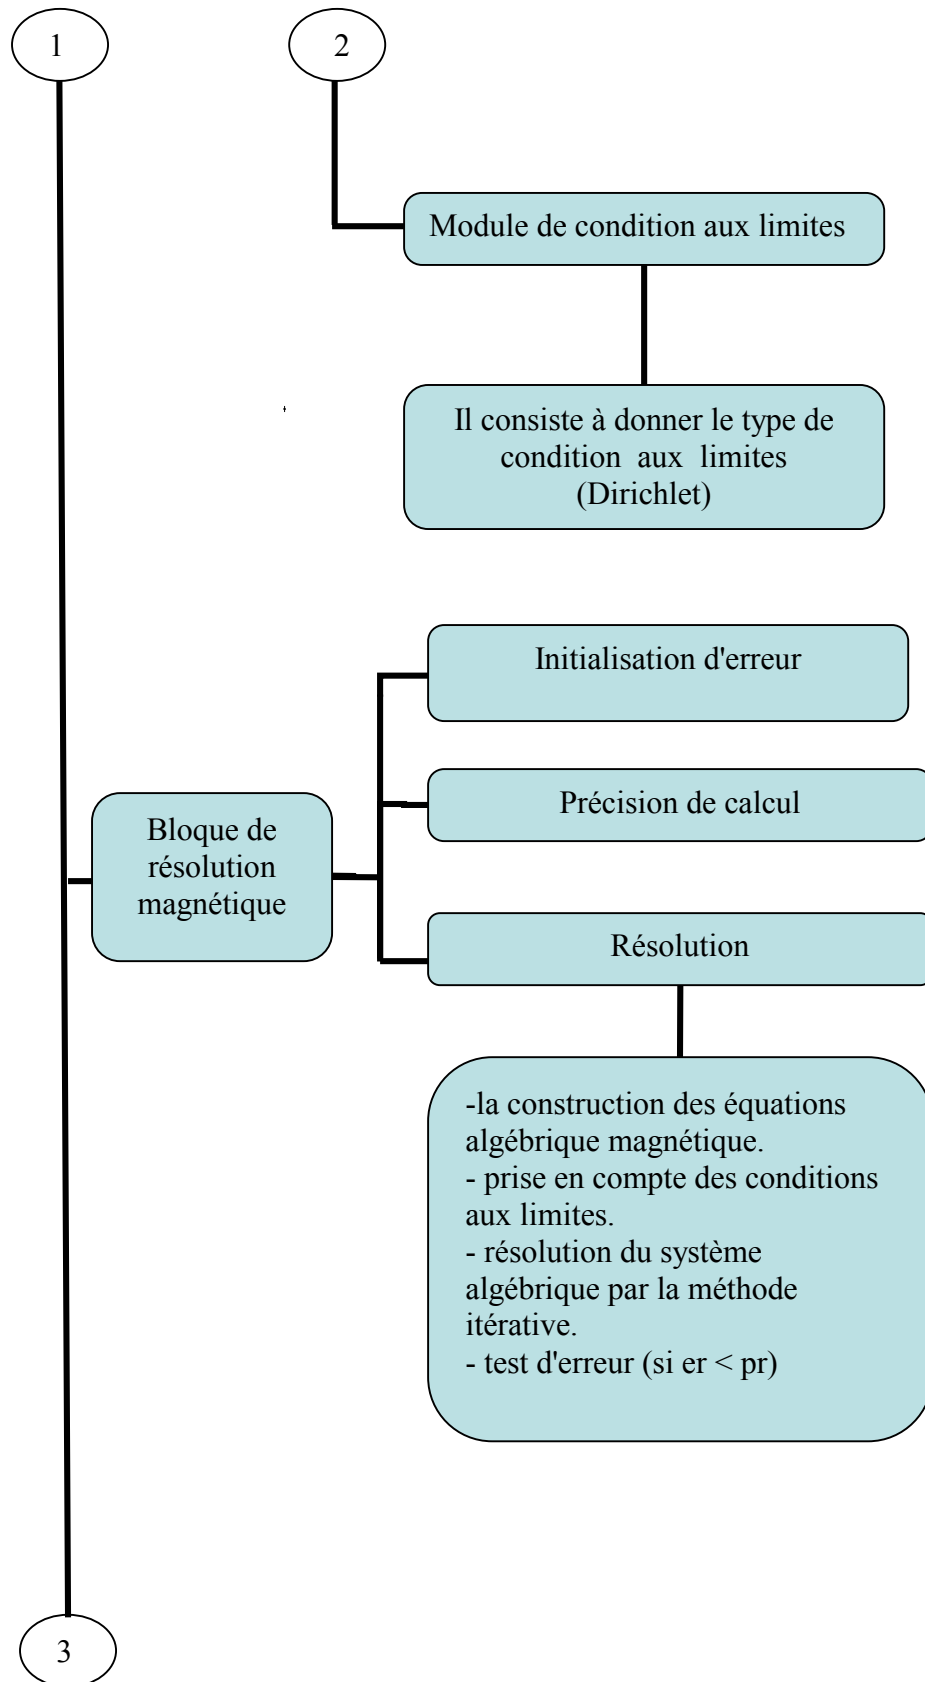 1
2
Module de condition aux limites
Il consiste à donner le type de
condition aux limites
(Dirichlet)
Initialisation d'erreur
Précision de calcul
Bloque de
résolution
magnétique
Résolution
-la construction des équations
algébrique magnétique.
- prise en compte des conditions
aux limites.
- résolution du système
algébrique par la méthode
itérative.
- test d'erreur (si er < pr)
3